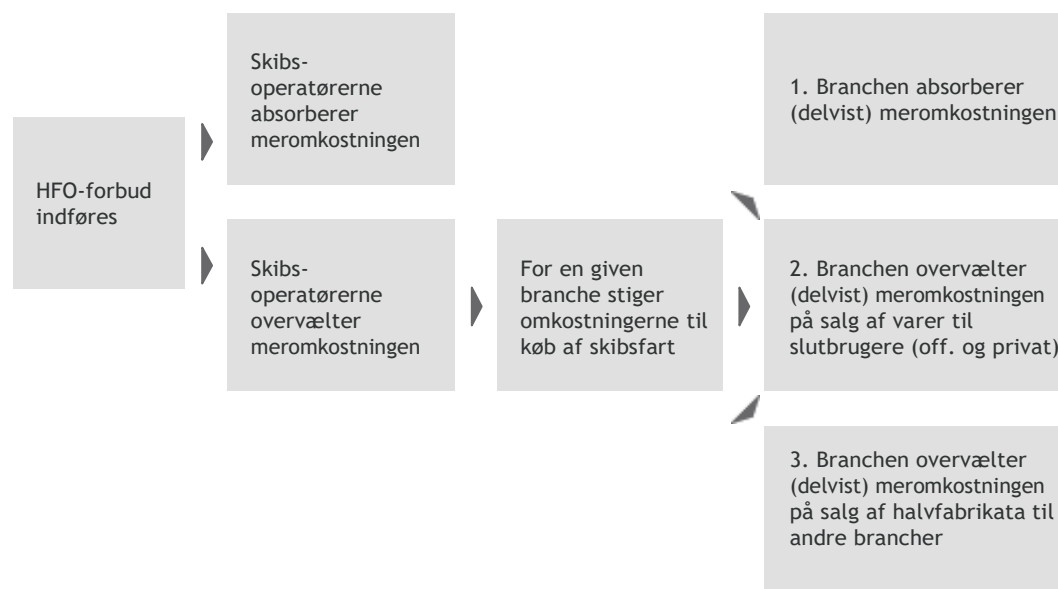 HFO-forbud
indføres
Skibs-
operatørerne
absorberer
meromkostningen
Skibs-
operatørerne
overvælter
meromkostningen
For en given
branche stiger
omkostningerne til
køb af skibsfart
1. Branchen absorberer
(delvist) meromkostningen
2. Branchen overvælter
(delvist) meromkostningen
på salg af varer til
slutbrugere (off. og privat)
3. Branchen overvælter
(delvist) meromkostningen
på salg af halvfabrikata til
andre brancher